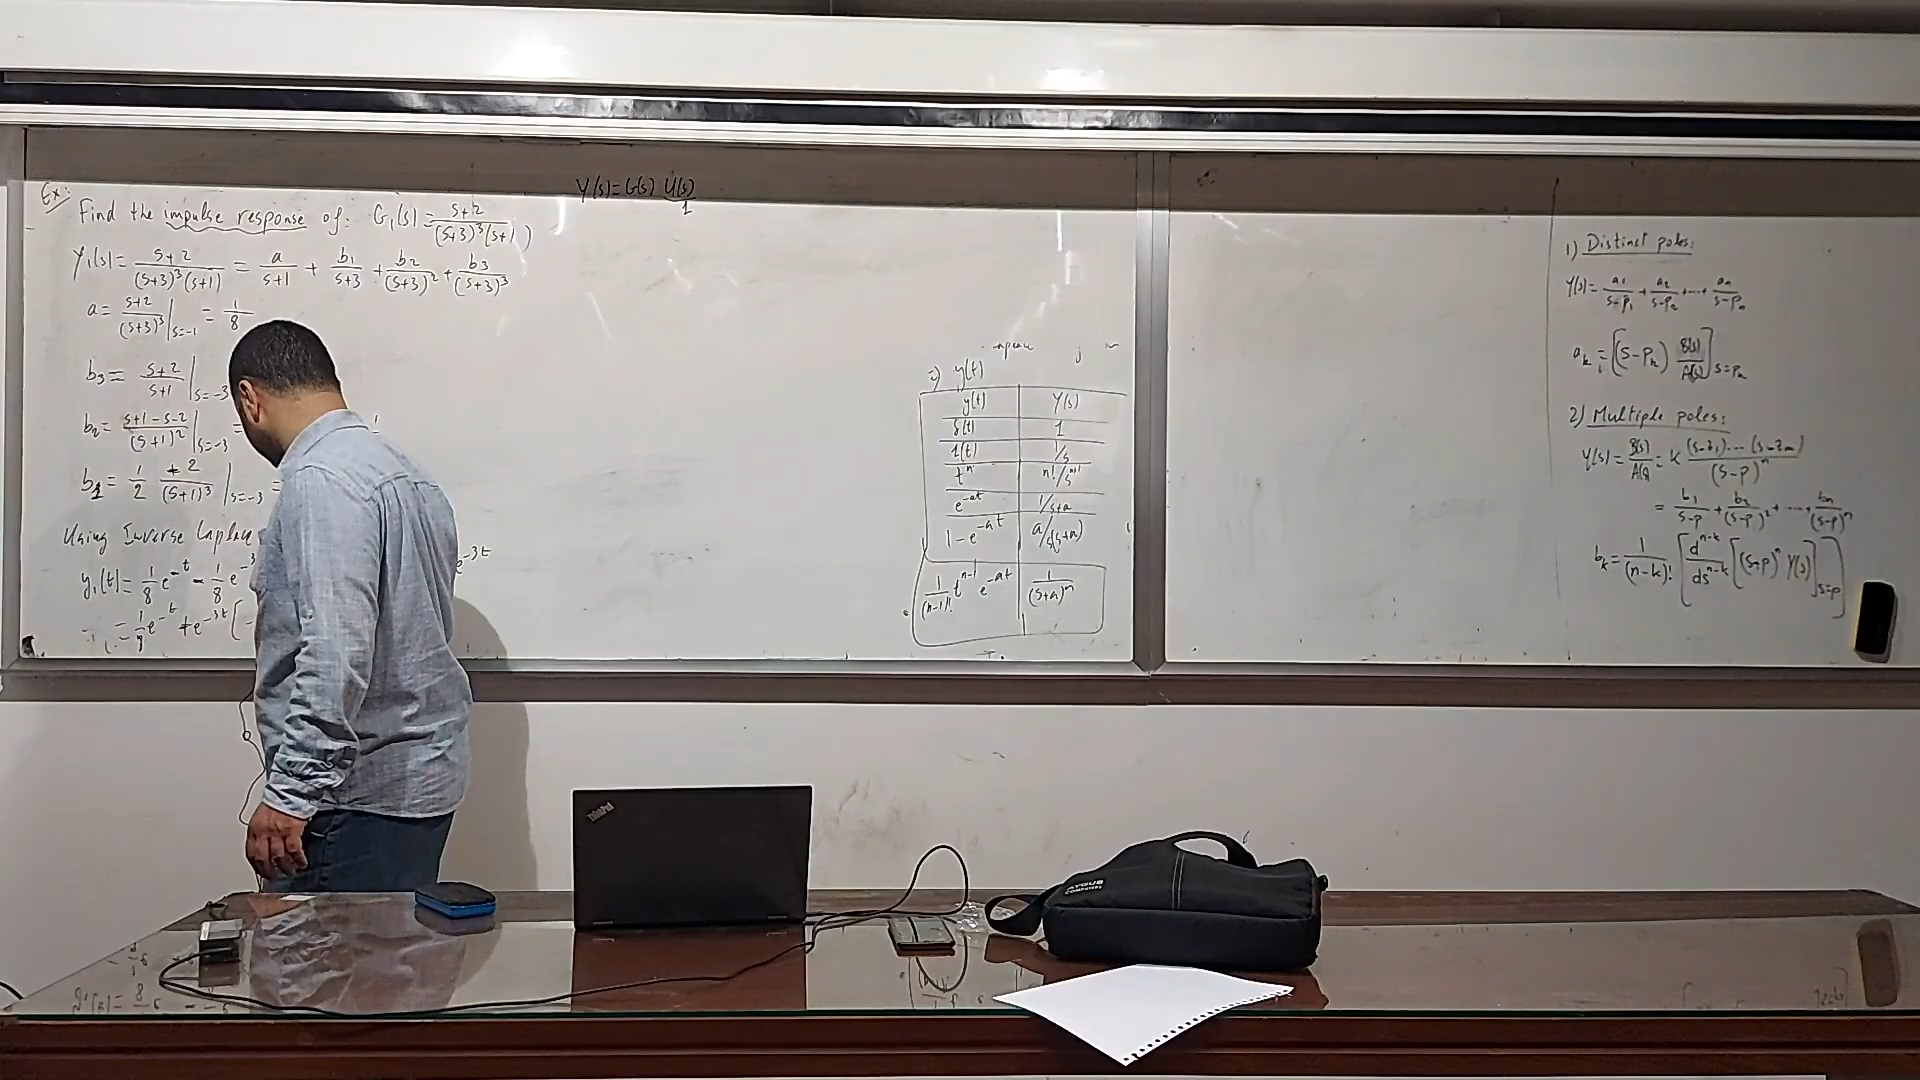 Ex:
Find the impulse response of: G₁(s) = (s+2)/((s+3)³(s+1))
Y(s) = G(s) U(s)
1
Y₁(s) = (s+2)/((s+3)³(s+1)) = a/(s+1) + b₁/(s+3) + b₂/(s+3)² + b₃/(s+3)³
a = (s+2)/(s+3)³ |s=-1 = 1/8
b₃ = (s+2)/(s+1) |s=-3
b₂ = (s+1-s-2)/(s+1)² |s=-3 =
b₁ = 1/2 2/(s+1)³ |s=-3 =
Using Inverse Laplace
y₁(t) = 1/8 e^-t - 1/8 e^-3 e^-3t
e^-t + e^-3t [
y(t)
y(t) Y(s)
δ(t) 1
1(t) 1/s
tⁿ n!/s^n+1
e^-at 1/s+a
1-e^-at a/s(s+a)
1/(n-1)! t^n-1 e^-at 1/(s+a)ⁿ
1) Distinct poles:
Y(s) = a₁/(s-p₁) + a₂/(s-p₂) + ... + aₙ/(s-pₙ)
aₖ = [(s-pₖ) B(s)/A(s)] s=pₖ
2) Multiple poles:
Y(s) = B(s)/A(s) = K (s-z₁)...(s-zₘ)/(s-p)ⁿ
= b₁/(s-p) + b₂/(s-p)² + ... + bₙ/(s-p)ⁿ
bₖ = 1/(n-k)! [d^n-k/ds^n-k [(s-p)ⁿ Y(s)]] s=p
ThinkPad